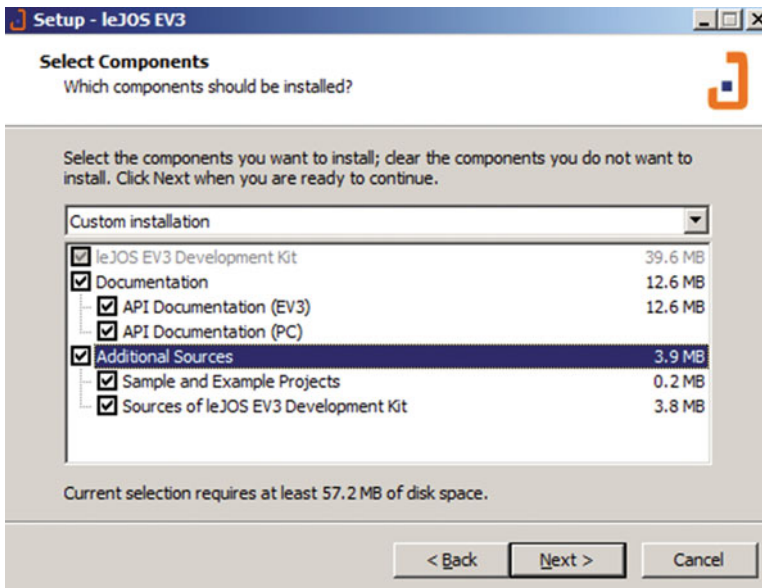 Setup - leJOS EV3
Select Components
Which components should be installed?
Select the components you want to install; clear the components you do not want to
install. Click Next when you are ready to continue.
Custom installation
leJOS EV3 Development Kit 39.6 MB
Documentation 12.6 MB
API Documentation (EV3) 12.6 MB
API Documentation (PC)
Additional Sources 3.9 MB
Sample and Example Projects 0.2 MB
Sources of leJOS EV3 Development Kit 3.8 MB
Current selection requires at least 57.2 MB of disk space.
< Back Next > Cancel